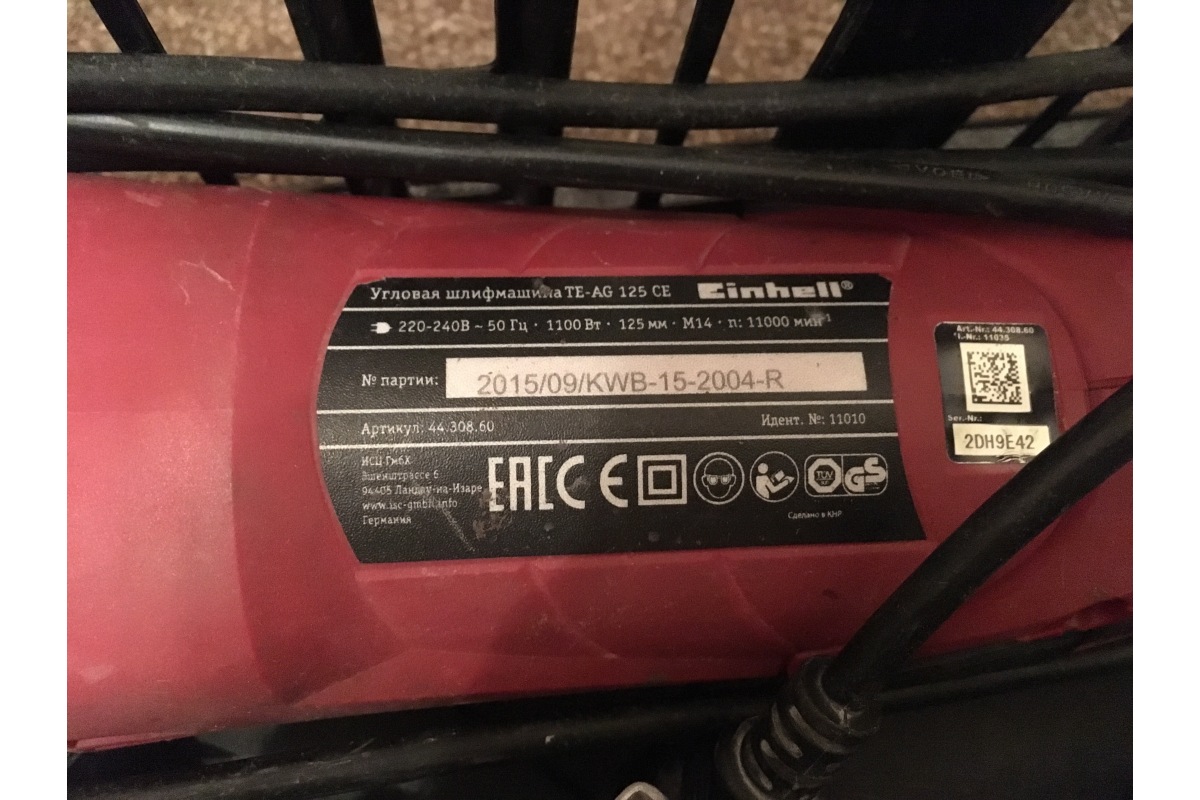 Угловая шлифмашина TE-AG 125 CE Einhell®
220-240В ~ 50 Гц · 1100 Вт · 125 мм · M14 · n: 11000 мин-1
№ партии: 2015/09/KWB-15-2004-R
Артикул: 44.308.60 Идент. №: 11010
ИСЦ ГмбХ
Эшенштрассе 6
94405 Ландау-на-Изаре
www.isc-gmbh.info
Германия
EAC CE
TÜV GS
Сделано в КНР
Art.-Nr.: 44.308.60
I.-Nr.: 11035
Ser.-Nr.:
2DH9E42